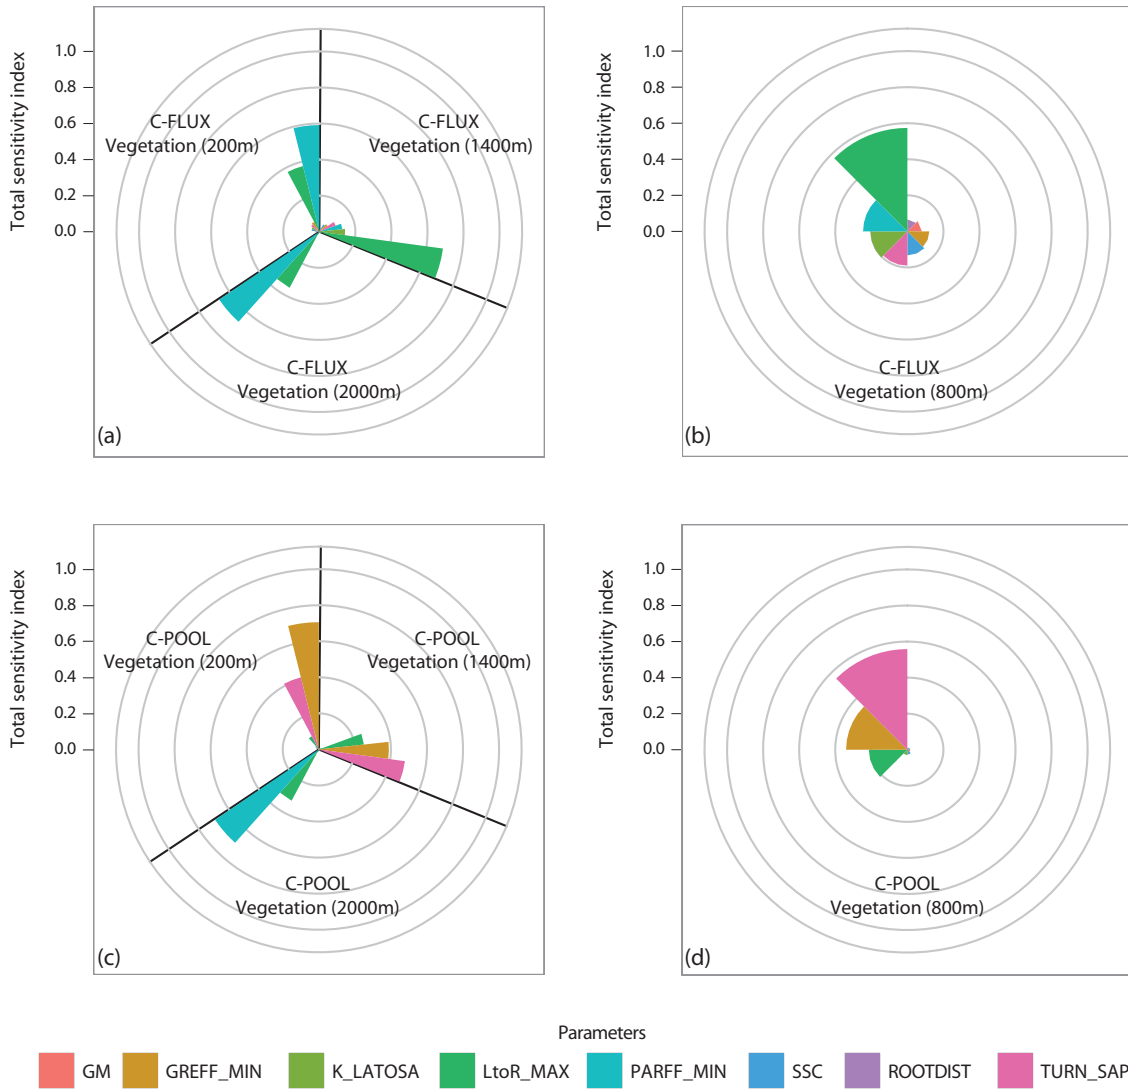 Total sensitivity index
1.0
0.8
0.6
0.4
0.2
0.0
C-FLUX
Vegetation (200m)
C-FLUX
Vegetation (1400m)
C-FLUX
Vegetation (2000m)
(a)
Total sensitivity index
1.0
0.8
0.6
0.4
0.2
0.0
C-FLUX
Vegetation (800m)
(b)
Total sensitivity index
1.0
0.8
0.6
0.4
0.2
0.0
C-POOL
Vegetation (200m)
C-POOL
Vegetation (1400m)
C-POOL
Vegetation (2000m)
(c)
Total sensitivity index
1.0
0.8
0.6
0.4
0.2
0.0
C-POOL
Vegetation (800m)
(d)
Parameters
GM GREFF_MIN K_LATOSA LtoR_MAX PARFF_MIN SSC ROOTDIST TURN_SAP